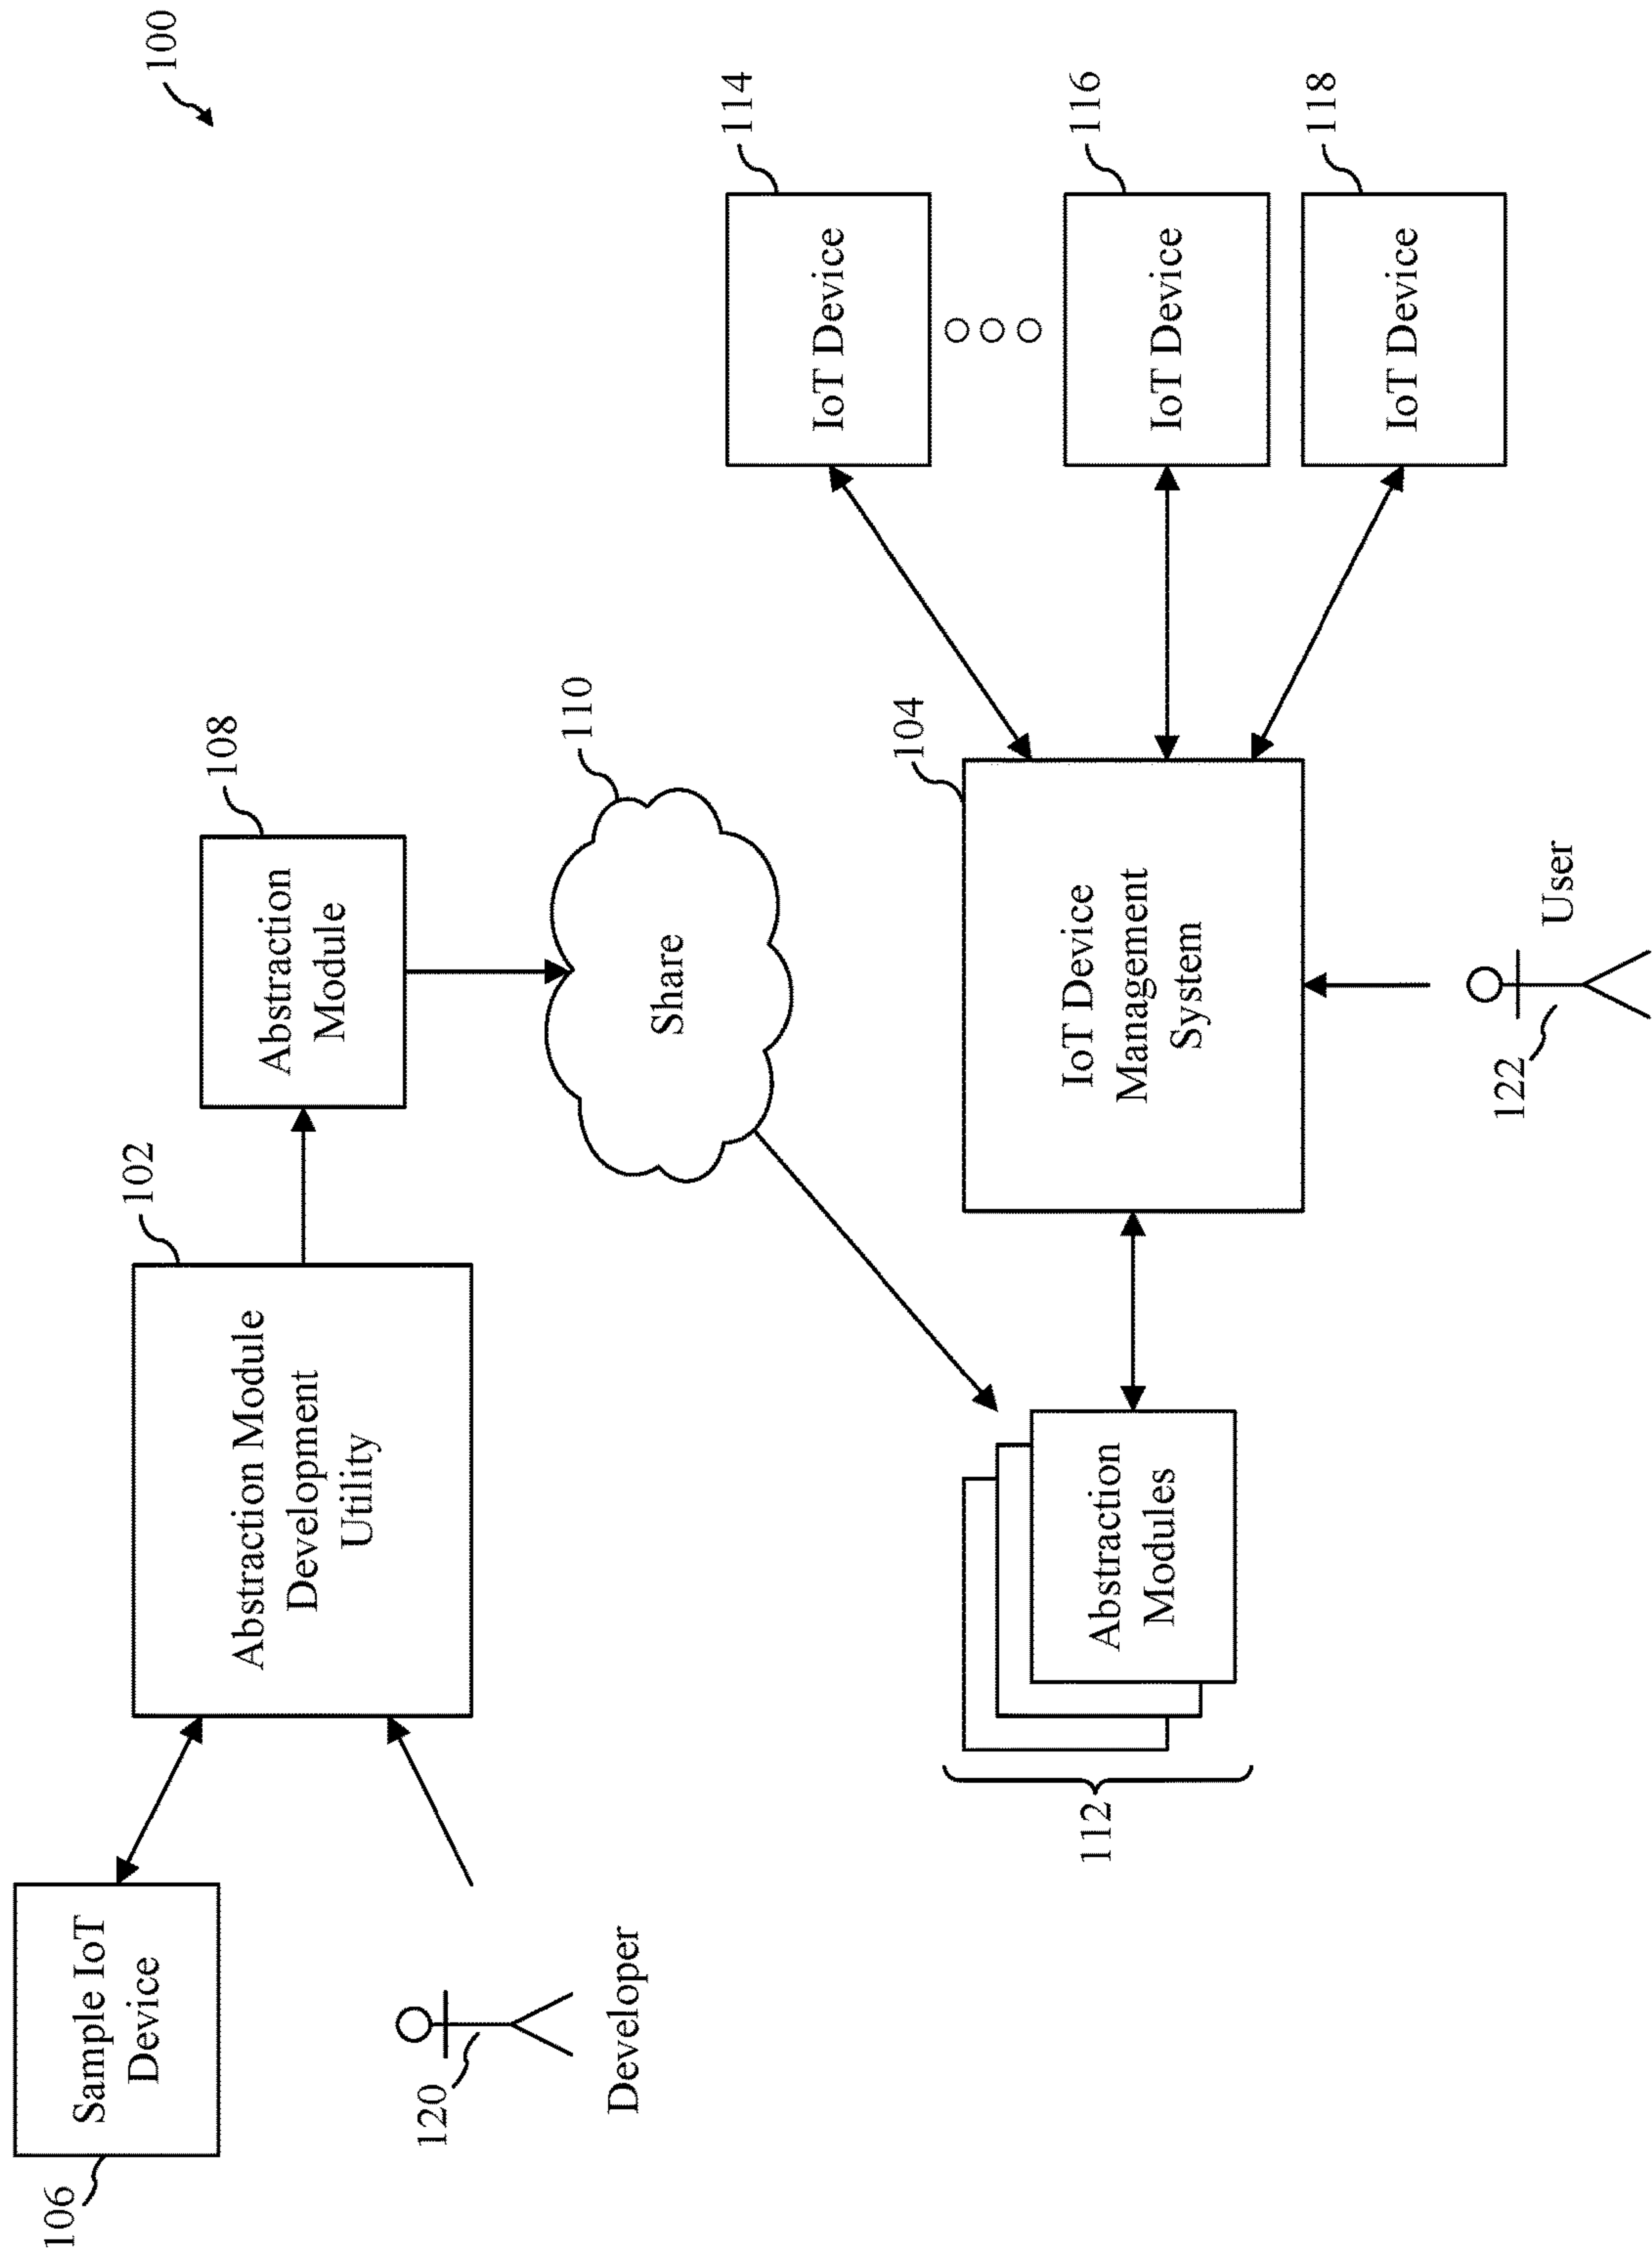 100
106
Sample IoT
Device
102
Abstraction Module
Development
Utility
108
Abstraction
Module
120
Developer
110
Share
114
IoT Device
112
Abstraction
Modules
104
IoT Device
Management
System
116
IoT Device
118
IoT Device
122
User